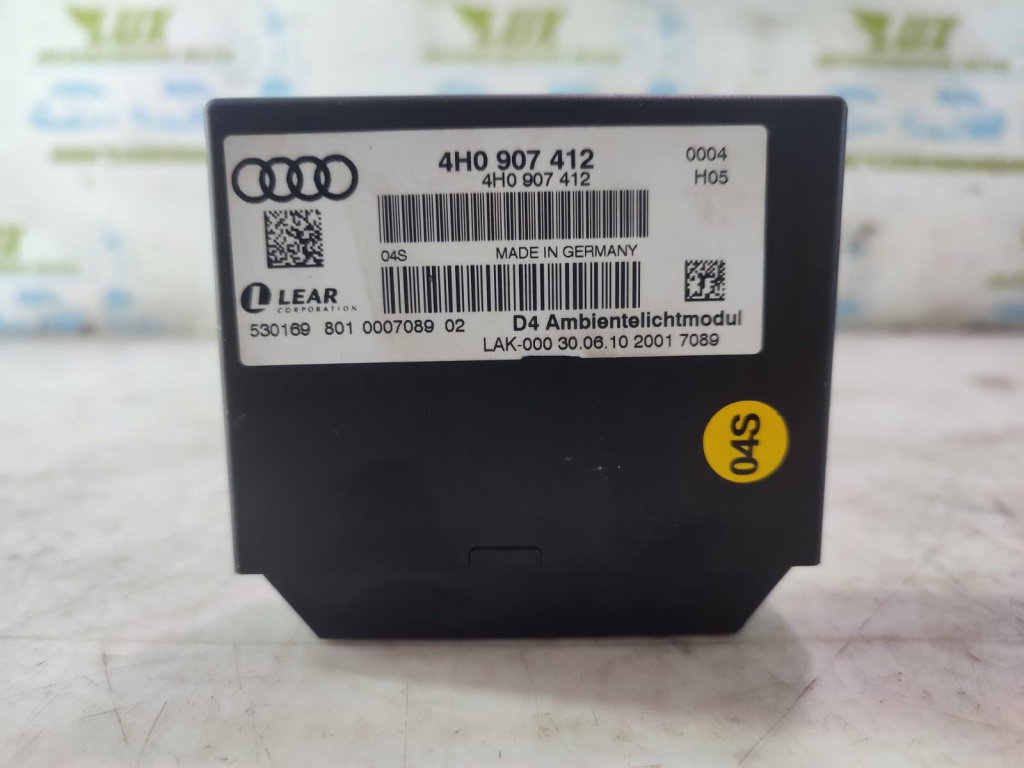 4H0 907 412
4H0 907 412
0004
H05
04S
MADE IN GERMANY
LEAR
CORPORATION
530169 801 0007089 02
D4 Ambientelichtmodul
LAK-000 30.06.10 2001 7089
04S